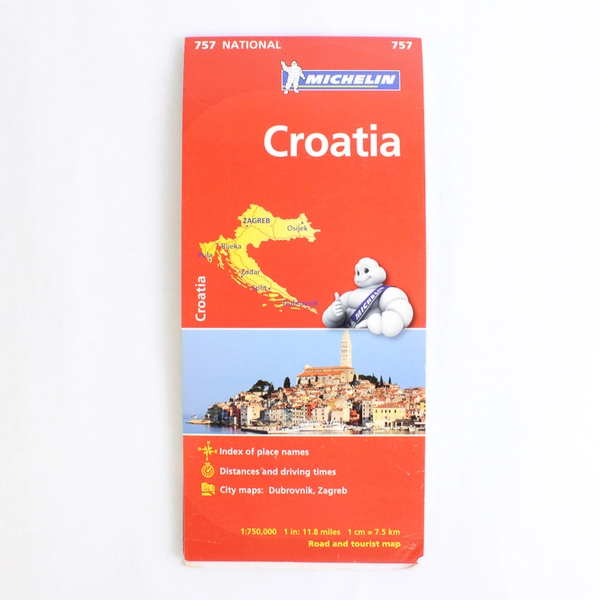 757 NATIONAL 757
MICHELIN
Croatia
ZAGREB
Osijek
Rijeka
Pula
Zadar
Split
Dubrovnik
Croatia
MICHELIN
Index of place names
Distances and driving times
City maps: Dubrovnik, Zagreb
1:750,000 1 in: 11.8 miles 1 cm = 7.5 km
Road and tourist map